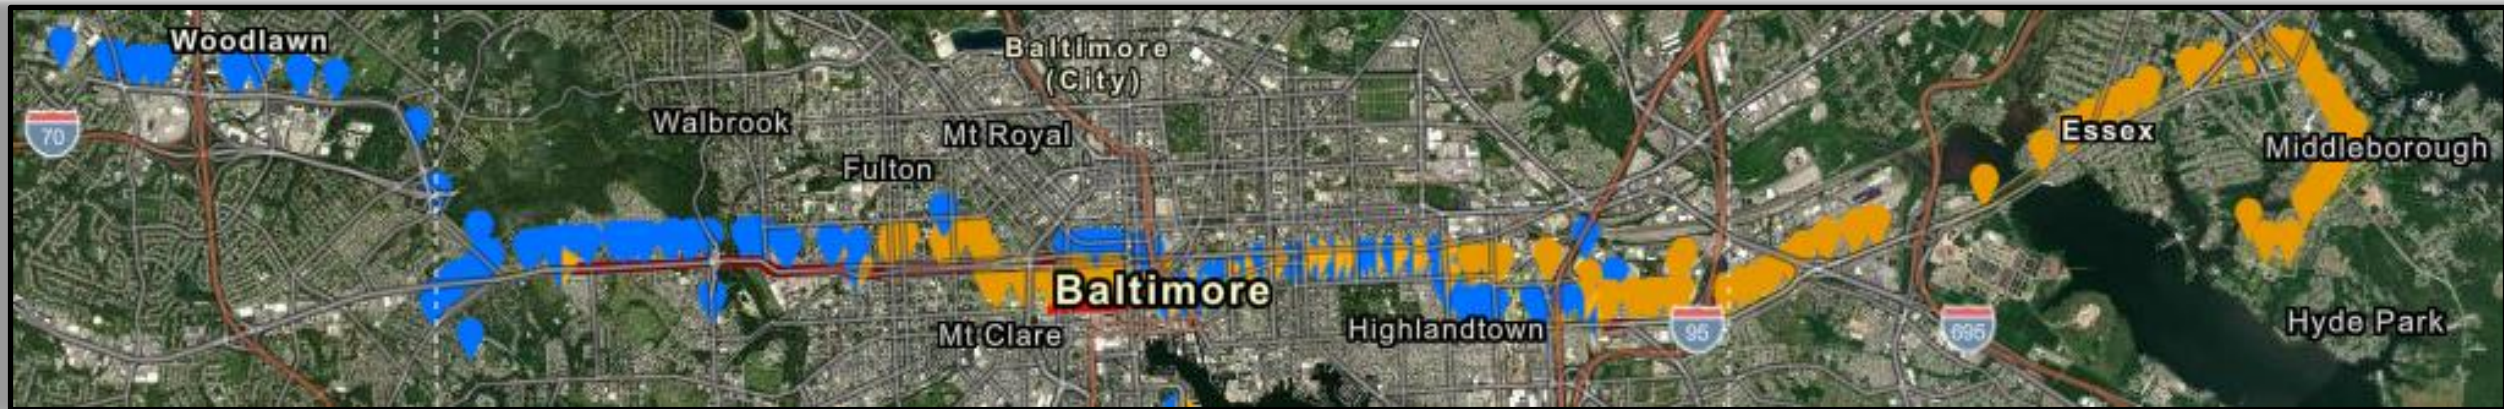 Woodlawn
Baltimore
(City)
70
Walbrook
Mt Royal
Fulton
Essex
Middleborough
Baltimore
Mt Clare
Highlandtown
95
695
Hyde Park